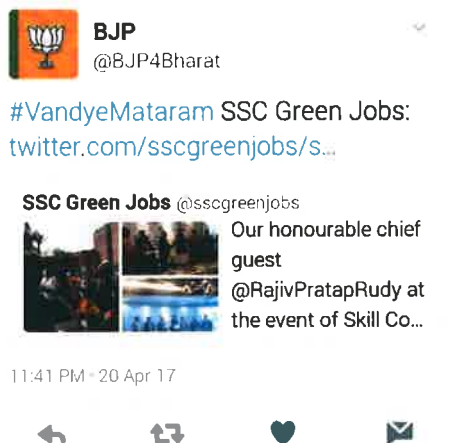 BJP
@BJP4Bharat
#VandyeMataram SSC Green Jobs:
twitter.com/sscgreenjobs/s...
SSC Green Jobs @sscgreenjobs
Our honourable chief
guest
@RajivPratapRudy at
the event of Skill Co...
11:41 PM · 20 Apr 17